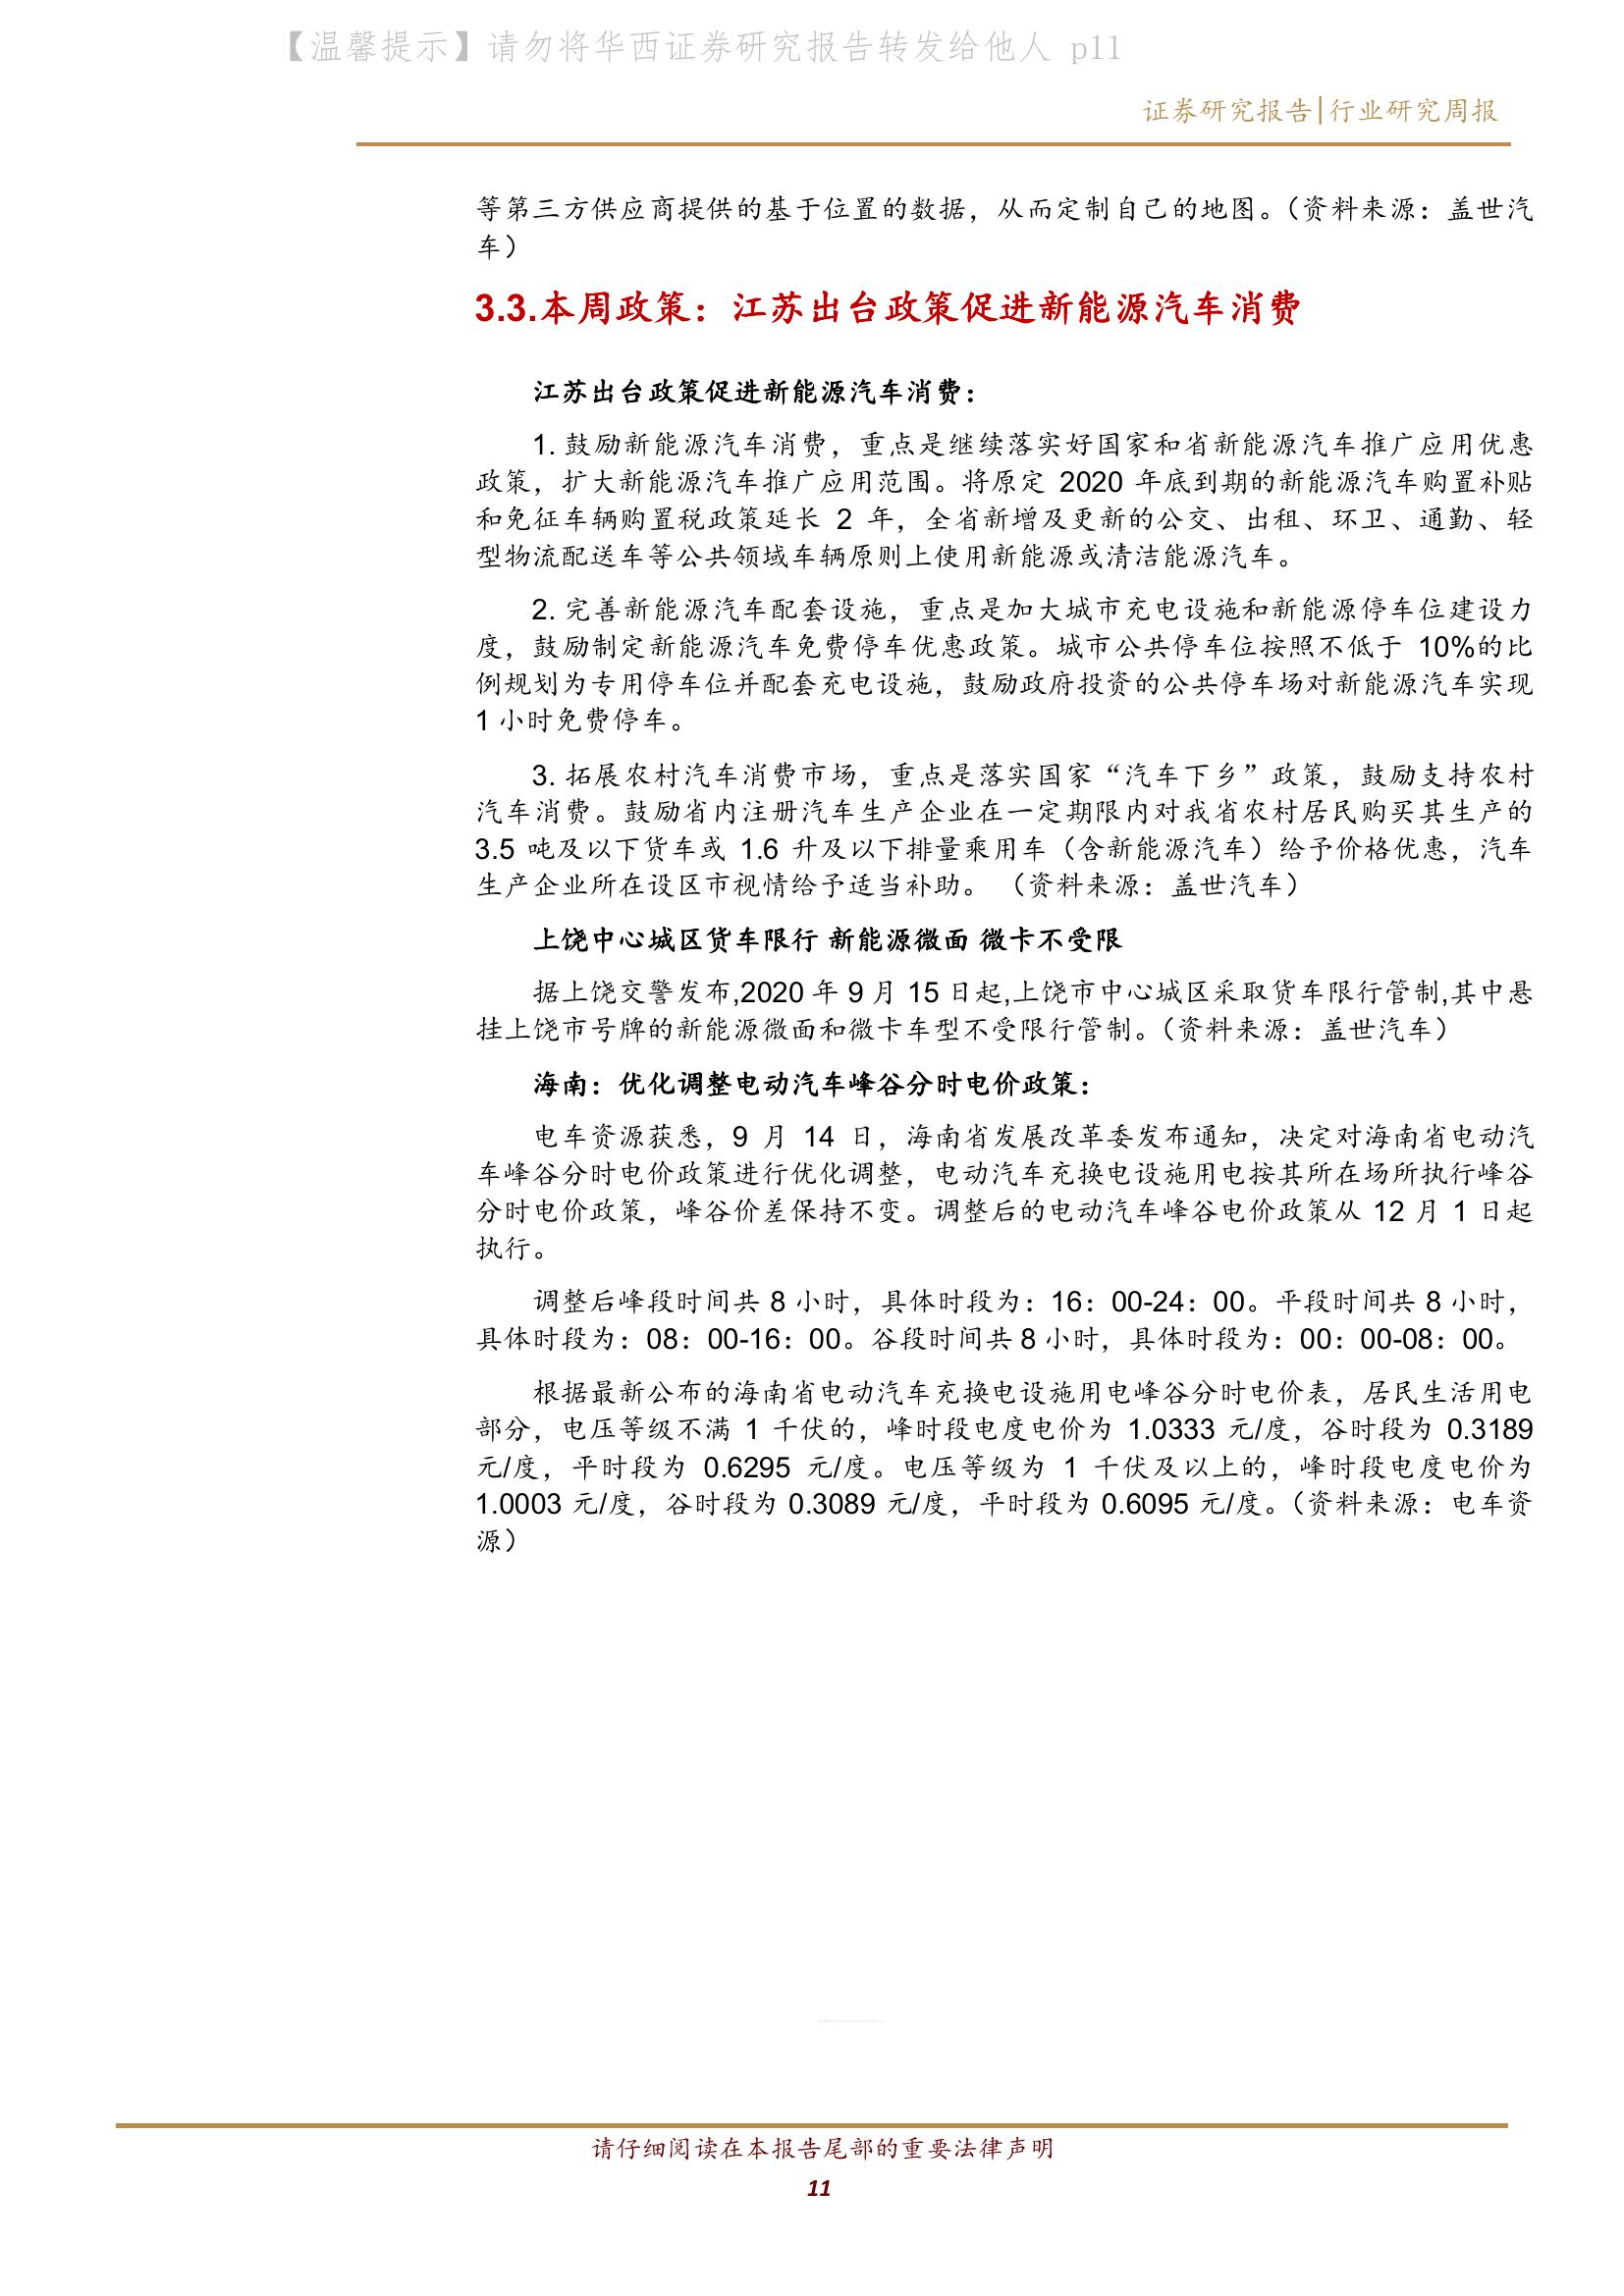 【温馨提示】请勿将华西证券研究报告转发给他人 p11
证券研究报告|行业研究周报
等第三方供应商提供的基于位置的数据，从而定制自己的地图。（资料来源：盖世汽
车）
3.3.本周政策：江苏出台政策促进新能源汽车消费
江苏出台政策促进新能源汽车消费：
1. 鼓励新能源汽车消费，重点是继续落实好国家和省新能源汽车推广应用优惠
政策，扩大新能源汽车推广应用范围。将原定 2020 年底到期的新能源汽车购置补贴
和免征车辆购置税政策延长 2 年，全省新增及更新的公交、出租、环卫、通勤、轻
型物流配送车等公共领域车辆原则上使用新能源或清洁能源汽车。
2. 完善新能源汽车配套设施，重点是加大城市充电设施和新能源停车位建设力
度，鼓励制定新能源汽车免费停车优惠政策。城市公共停车位按照不低于 10%的比
例规划为专用停车位并配套充电设施，鼓励政府投资的公共停车场对新能源汽车实现
1 小时免费停车。
3. 拓展农村汽车消费市场，重点是落实国家“汽车下乡”政策，鼓励支持农村
汽车消费。鼓励省内注册汽车生产企业在一定期限内对我省农村居民购买其生产的
3.5 吨及以下货车或 1.6 升及以下排量乘用车（含新能源汽车）给予价格优惠，汽车
生产企业所在设区市视情给予适当补助。（资料来源：盖世汽车）
上饶中心城区货车限行 新能源微面 微卡不受限
据上饶交警发布,2020 年 9 月 15 日起,上饶市中心城区采取货车限行管制,其中悬
挂上饶市号牌的新能源微面和微卡车型不受限行管制。（资料来源：盖世汽车）
海南：优化调整电动汽车峰谷分时电价政策：
电车资源获悉，9 月 14 日，海南省发展改革委发布通知，决定对海南省电动汽
车峰谷分时电价政策进行优化调整，电动汽车充换电设施用电按其所在场所执行峰谷
分时电价政策，峰谷价差保持不变。调整后的电动汽车峰谷电价政策从 12 月 1 日起
执行。
调整后峰段时间共 8 小时，具体时段为：16：00-24：00。平段时间共 8 小时，
具体时段为：08：00-16：00。谷段时间共 8 小时，具体时段为：00：00-08：00。
根据最新公布的海南省电动汽车充换电设施用电峰谷分时电价表，居民生活用电
部分，电压等级不满 1 千伏的，峰时段电度电价为 1.0333 元/度，谷时段为 0.3189
元/度，平时段为 0.6295 元/度。电压等级为 1 千伏及以上的，峰时段电度电价为
1.0003 元/度，谷时段为 0.3089 元/度，平时段为 0.6095 元/度。（资料来源：电车资
源）
请仔细阅读在本报告尾部的重要法律声明
11